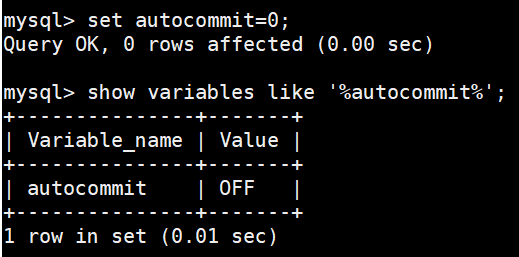 mysql> set autocommit=0;
Query OK, 0 rows affected (0.00 sec)
mysql> show variables like '%autocommit%';
+---------------+-------+
| Variable_name | Value |
+---------------+-------+
| autocommit    | OFF   |
+---------------+-------+
1 row in set (0.01 sec)